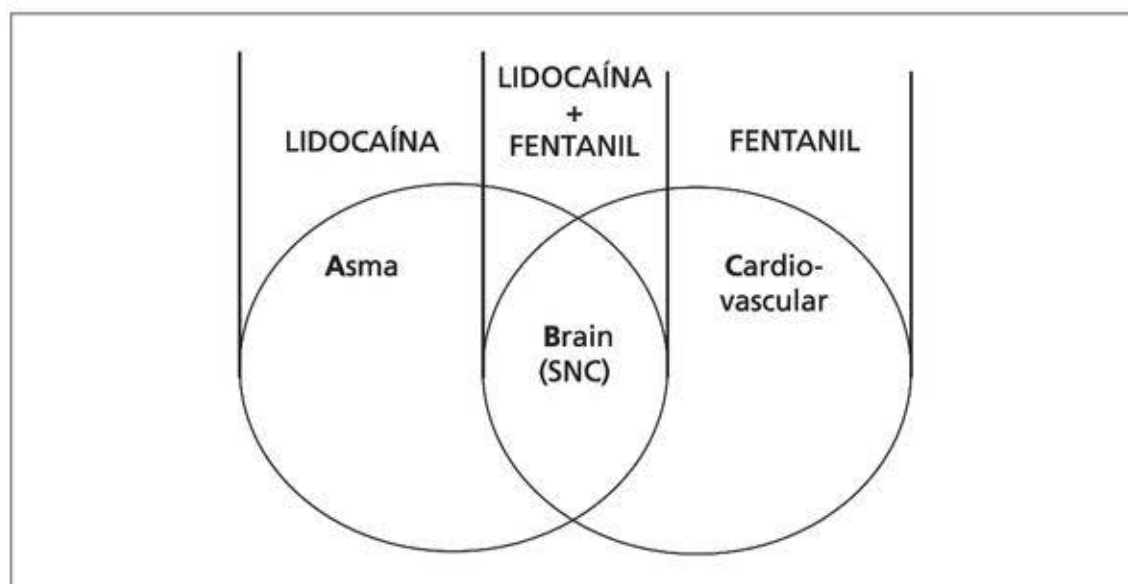 LIDOCAÍNA
LIDOCAÍNA
+
FENTANIL
FENTANIL
Asma
Brain
(SNC)
Cardio-
vascular